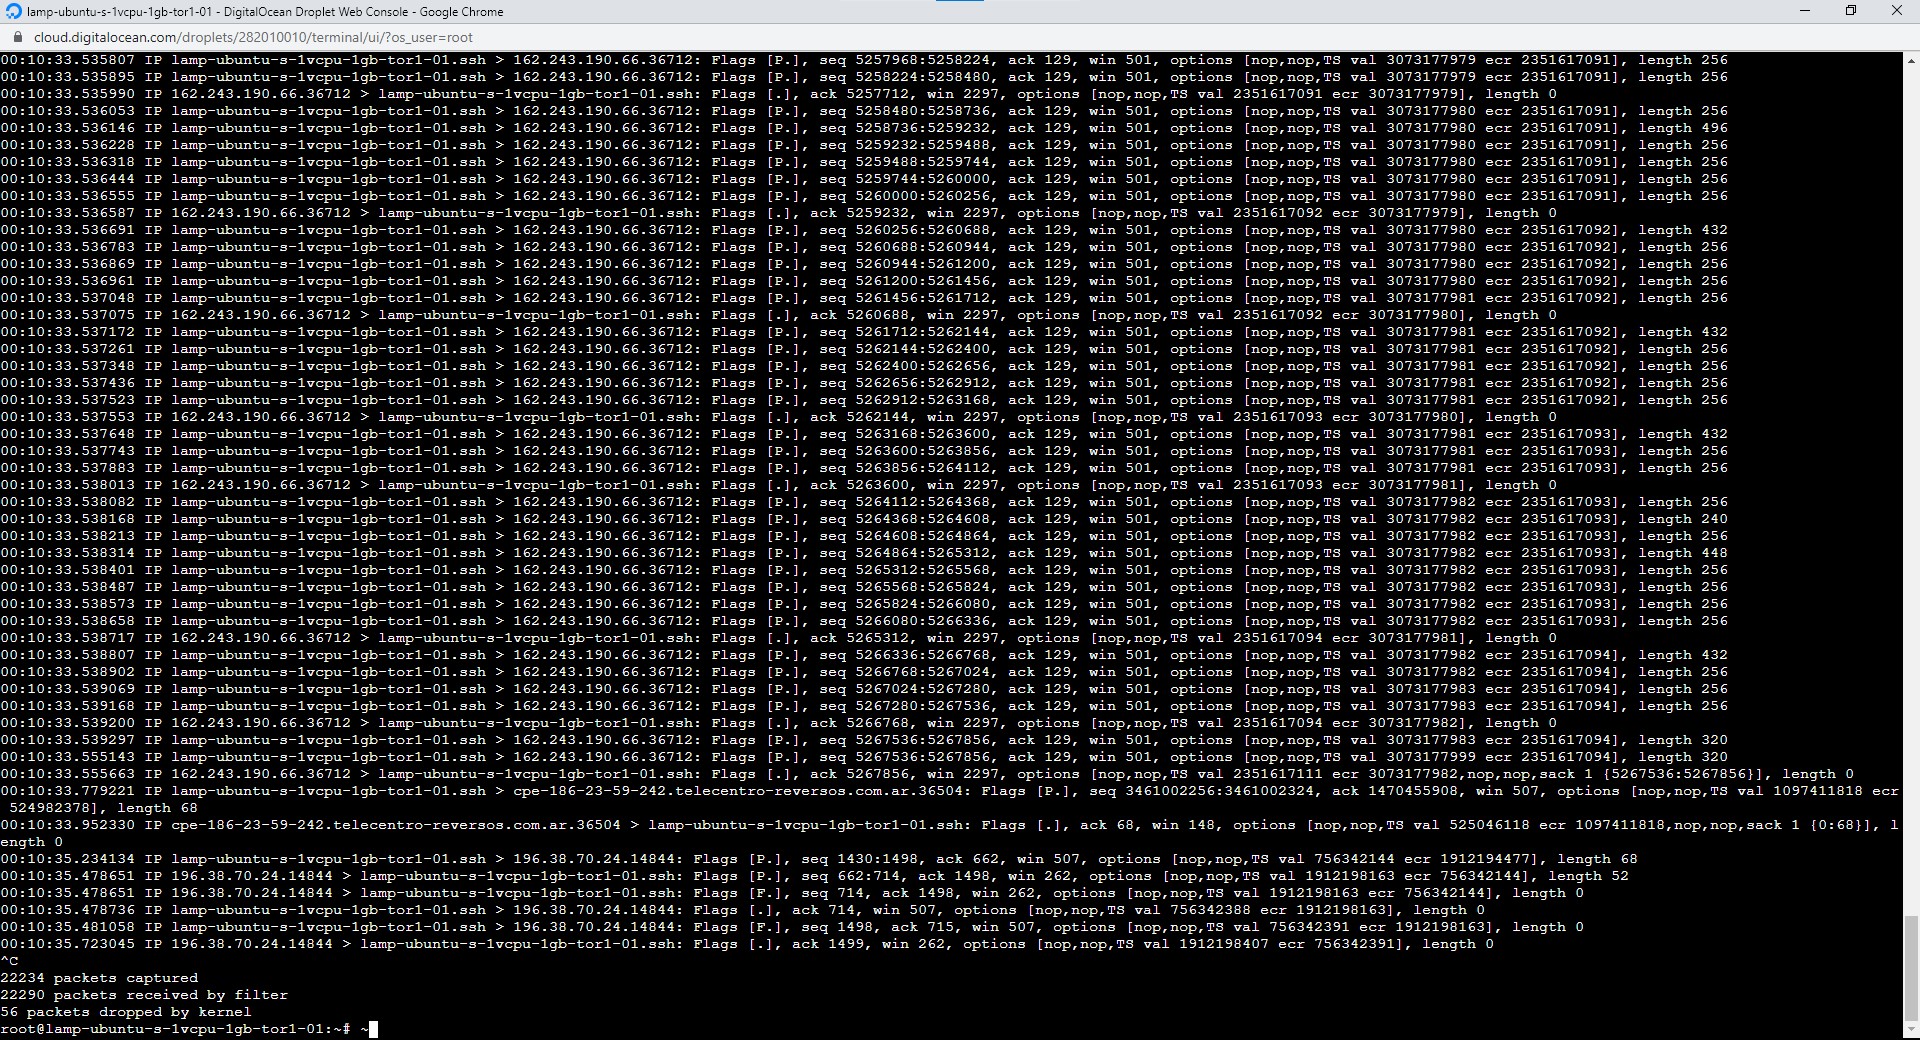 lamp-ubuntu-s-1vcpu-1gb-tor1-01 - DigitalOcean Droplet Web Console - Google Chrome
cloud.digitalocean.com/droplets/282010010/terminal/ui/?os_user=root
00:10:33.535807 IP lamp-ubuntu-s-1vcpu-1gb-tor1-01.ssh > 162.243.190.66.36712: Flags [P.], seq 5257968:5258224, ack 129, win 501, options [nop,nop,TS val 3073177979 ecr 2351617091], length 256
00:10:33.535895 IP lamp-ubuntu-s-1vcpu-1gb-tor1-01.ssh > 162.243.190.66.36712: Flags [P.], seq 5258224:5258480, ack 129, win 501, options [nop,nop,TS val 3073177979 ecr 2351617091], length 256
00:10:33.535990 IP 162.243.190.66.36712 > lamp-ubuntu-s-1vcpu-1gb-tor1-01.ssh: Flags [.], ack 5257712, win 2297, options [nop,nop,TS val 2351617091 ecr 3073177979], length 0
00:10:33.536053 IP lamp-ubuntu-s-1vcpu-1gb-tor1-01.ssh > 162.243.190.66.36712: Flags [P.], seq 5258480:5258736, ack 129, win 501, options [nop,nop,TS val 3073177980 ecr 2351617091], length 256
00:10:33.536146 IP lamp-ubuntu-s-1vcpu-1gb-tor1-01.ssh > 162.243.190.66.36712: Flags [P.], seq 5258736:5259232, ack 129, win 501, options [nop,nop,TS val 3073177980 ecr 2351617091], length 496
00:10:33.536228 IP lamp-ubuntu-s-1vcpu-1gb-tor1-01.ssh > 162.243.190.66.36712: Flags [P.], seq 5259232:5259488, ack 129, win 501, options [nop,nop,TS val 3073177980 ecr 2351617091], length 256
00:10:33.536318 IP lamp-ubuntu-s-1vcpu-1gb-tor1-01.ssh > 162.243.190.66.36712: Flags [P.], seq 5259488:5259744, ack 129, win 501, options [nop,nop,TS val 3073177980 ecr 2351617091], length 256
00:10:33.536444 IP lamp-ubuntu-s-1vcpu-1gb-tor1-01.ssh > 162.243.190.66.36712: Flags [P.], seq 5259744:5260000, ack 129, win 501, options [nop,nop,TS val 3073177980 ecr 2351617091], length 256
00:10:33.536555 IP lamp-ubuntu-s-1vcpu-1gb-tor1-01.ssh > 162.243.190.66.36712: Flags [P.], seq 5260000:5260256, ack 129, win 501, options [nop,nop,TS val 3073177980 ecr 2351617091], length 256
00:10:33.536587 IP 162.243.190.66.36712 > lamp-ubuntu-s-1vcpu-1gb-tor1-01.ssh: Flags [.], ack 5259232, win 2297, options [nop,nop,TS val 2351617092 ecr 3073177979], length 0
00:10:33.536691 IP lamp-ubuntu-s-1vcpu-1gb-tor1-01.ssh > 162.243.190.66.36712: Flags [P.], seq 5260256:5260688, ack 129, win 501, options [nop,nop,TS val 3073177980 ecr 2351617092], length 432
00:10:33.536783 IP lamp-ubuntu-s-1vcpu-1gb-tor1-01.ssh > 162.243.190.66.36712: Flags [P.], seq 5260688:5260944, ack 129, win 501, options [nop,nop,TS val 3073177980 ecr 2351617092], length 256
00:10:33.536869 IP lamp-ubuntu-s-1vcpu-1gb-tor1-01.ssh > 162.243.190.66.36712: Flags [P.], seq 5260944:5261200, ack 129, win 501, options [nop,nop,TS val 3073177980 ecr 2351617092], length 256
00:10:33.536961 IP lamp-ubuntu-s-1vcpu-1gb-tor1-01.ssh > 162.243.190.66.36712: Flags [P.], seq 5261200:5261456, ack 129, win 501, options [nop,nop,TS val 3073177980 ecr 2351617092], length 256
00:10:33.537048 IP lamp-ubuntu-s-1vcpu-1gb-tor1-01.ssh > 162.243.190.66.36712: Flags [P.], seq 5261456:5261712, ack 129, win 501, options [nop,nop,TS val 3073177981 ecr 2351617092], length 256
00:10:33.537075 IP 162.243.190.66.36712 > lamp-ubuntu-s-1vcpu-1gb-tor1-01.ssh: Flags [.], ack 5260688, win 2297, options [nop,nop,TS val 2351617092 ecr 3073177980], length 0
00:10:33.537172 IP lamp-ubuntu-s-1vcpu-1gb-tor1-01.ssh > 162.243.190.66.36712: Flags [P.], seq 5261712:5262144, ack 129, win 501, options [nop,nop,TS val 3073177981 ecr 2351617092], length 432
00:10:33.537261 IP lamp-ubuntu-s-1vcpu-1gb-tor1-01.ssh > 162.243.190.66.36712: Flags [P.], seq 5262144:5262400, ack 129, win 501, options [nop,nop,TS val 3073177981 ecr 2351617092], length 256
00:10:33.537348 IP lamp-ubuntu-s-1vcpu-1gb-tor1-01.ssh > 162.243.190.66.36712: Flags [P.], seq 5262400:5262656, ack 129, win 501, options [nop,nop,TS val 3073177981 ecr 2351617092], length 256
00:10:33.537436 IP lamp-ubuntu-s-1vcpu-1gb-tor1-01.ssh > 162.243.190.66.36712: Flags [P.], seq 5262656:5262912, ack 129, win 501, options [nop,nop,TS val 3073177981 ecr 2351617092], length 256
00:10:33.537523 IP lamp-ubuntu-s-1vcpu-1gb-tor1-01.ssh > 162.243.190.66.36712: Flags [P.], seq 5262912:5263168, ack 129, win 501, options [nop,nop,TS val 3073177981 ecr 2351617092], length 256
00:10:33.537553 IP 162.243.190.66.36712 > lamp-ubuntu-s-1vcpu-1gb-tor1-01.ssh: Flags [.], ack 5262144, win 2297, options [nop,nop,TS val 2351617093 ecr 3073177980], length 0
00:10:33.537648 IP lamp-ubuntu-s-1vcpu-1gb-tor1-01.ssh > 162.243.190.66.36712: Flags [P.], seq 5263168:5263600, ack 129, win 501, options [nop,nop,TS val 3073177981 ecr 2351617093], length 432
00:10:33.537743 IP lamp-ubuntu-s-1vcpu-1gb-tor1-01.ssh > 162.243.190.66.36712: Flags [P.], seq 5263600:5263856, ack 129, win 501, options [nop,nop,TS val 3073177981 ecr 2351617093], length 256
00:10:33.537883 IP lamp-ubuntu-s-1vcpu-1gb-tor1-01.ssh > 162.243.190.66.36712: Flags [P.], seq 5263856:5264112, ack 129, win 501, options [nop,nop,TS val 3073177981 ecr 2351617093], length 256
00:10:33.538013 IP 162.243.190.66.36712 > lamp-ubuntu-s-1vcpu-1gb-tor1-01.ssh: Flags [.], ack 5263600, win 2297, options [nop,nop,TS val 2351617093 ecr 3073177981], length 0
00:10:33.538082 IP lamp-ubuntu-s-1vcpu-1gb-tor1-01.ssh > 162.243.190.66.36712: Flags [P.], seq 5264112:5264368, ack 129, win 501, options [nop,nop,TS val 3073177982 ecr 2351617093], length 256
00:10:33.538168 IP lamp-ubuntu-s-1vcpu-1gb-tor1-01.ssh > 162.243.190.66.36712: Flags [P.], seq 5264368:5264608, ack 129, win 501, options [nop,nop,TS val 3073177982 ecr 2351617093], length 240
00:10:33.538213 IP lamp-ubuntu-s-1vcpu-1gb-tor1-01.ssh > 162.243.190.66.36712: Flags [P.], seq 5264608:5264864, ack 129, win 501, options [nop,nop,TS val 3073177982 ecr 2351617093], length 256
00:10:33.538314 IP lamp-ubuntu-s-1vcpu-1gb-tor1-01.ssh > 162.243.190.66.36712: Flags [P.], seq 5264864:5265312, ack 129, win 501, options [nop,nop,TS val 3073177982 ecr 2351617093], length 448
00:10:33.538401 IP lamp-ubuntu-s-1vcpu-1gb-tor1-01.ssh > 162.243.190.66.36712: Flags [P.], seq 5265312:5265568, ack 129, win 501, options [nop,nop,TS val 3073177982 ecr 2351617093], length 256
00:10:33.538487 IP lamp-ubuntu-s-1vcpu-1gb-tor1-01.ssh > 162.243.190.66.36712: Flags [P.], seq 5265568:5265824, ack 129, win 501, options [nop,nop,TS val 3073177982 ecr 2351617093], length 256
00:10:33.538573 IP lamp-ubuntu-s-1vcpu-1gb-tor1-01.ssh > 162.243.190.66.36712: Flags [P.], seq 5265824:5266080, ack 129, win 501, options [nop,nop,TS val 3073177982 ecr 2351617093], length 256
00:10:33.538658 IP lamp-ubuntu-s-1vcpu-1gb-tor1-01.ssh > 162.243.190.66.36712: Flags [P.], seq 5266080:5266336, ack 129, win 501, options [nop,nop,TS val 3073177982 ecr 2351617093], length 256
00:10:33.538717 IP 162.243.190.66.36712 > lamp-ubuntu-s-1vcpu-1gb-tor1-01.ssh: Flags [.], ack 5265312, win 2297, options [nop,nop,TS val 2351617094 ecr 3073177981], length 0
00:10:33.538807 IP lamp-ubuntu-s-1vcpu-1gb-tor1-01.ssh > 162.243.190.66.36712: Flags [P.], seq 5266336:5266768, ack 129, win 501, options [nop,nop,TS val 3073177982 ecr 2351617094], length 432
00:10:33.538902 IP lamp-ubuntu-s-1vcpu-1gb-tor1-01.ssh > 162.243.190.66.36712: Flags [P.], seq 5266768:5267024, ack 129, win 501, options [nop,nop,TS val 3073177982 ecr 2351617094], length 256
00:10:33.539069 IP lamp-ubuntu-s-1vcpu-1gb-tor1-01.ssh > 162.243.190.66.36712: Flags [P.], seq 5267024:5267280, ack 129, win 501, options [nop,nop,TS val 3073177983 ecr 2351617094], length 256
00:10:33.539168 IP lamp-ubuntu-s-1vcpu-1gb-tor1-01.ssh > 162.243.190.66.36712: Flags [P.], seq 5267280:5267536, ack 129, win 501, options [nop,nop,TS val 3073177983 ecr 2351617094], length 256
00:10:33.539200 IP 162.243.190.66.36712 > lamp-ubuntu-s-1vcpu-1gb-tor1-01.ssh: Flags [.], ack 5266768, win 2297, options [nop,nop,TS val 2351617094 ecr 3073177982], length 0
00:10:33.539297 IP lamp-ubuntu-s-1vcpu-1gb-tor1-01.ssh > 162.243.190.66.36712: Flags [P.], seq 5267536:5267856, ack 129, win 501, options [nop,nop,TS val 3073177983 ecr 2351617094], length 320
00:10:33.555143 IP lamp-ubuntu-s-1vcpu-1gb-tor1-01.ssh > 162.243.190.66.36712: Flags [P.], seq 5267536:5267856, ack 129, win 501, options [nop,nop,TS val 3073177999 ecr 2351617094], length 320
00:10:33.555663 IP 162.243.190.66.36712 > lamp-ubuntu-s-1vcpu-1gb-tor1-01.ssh: Flags [.], ack 5267856, win 2297, options [nop,nop,TS val 2351617111 ecr 3073177982,nop,nop,sack 1 {5267536:5267856}], length 0
00:10:33.779221 IP lamp-ubuntu-s-1vcpu-1gb-tor1-01.ssh > cpe-186-23-59-242.telecentro-reversos.com.ar.36504: Flags [P.], seq 3461002256:3461002324, ack 1470455908, win 507, options [nop,nop,TS val 1097411818 ecr
524982378], length 68
00:10:33.952330 IP cpe-186-23-59-242.telecentro-reversos.com.ar.36504 > lamp-ubuntu-s-1vcpu-1gb-tor1-01.ssh: Flags [.], ack 68, win 148, options [nop,nop,TS val 525046118 ecr 1097411818,nop,nop,sack 1 {0:68}], l
ength 0
00:10:35.234134 IP lamp-ubuntu-s-1vcpu-1gb-tor1-01.ssh > 196.38.70.24.14844: Flags [P.], seq 1430:1498, ack 662, win 507, options [nop,nop,TS val 756342144 ecr 1912194477], length 68
00:10:35.478651 IP 196.38.70.24.14844 > lamp-ubuntu-s-1vcpu-1gb-tor1-01.ssh: Flags [P.], seq 662:714, ack 1498, win 262, options [nop,nop,TS val 1912198163 ecr 756342144], length 52
00:10:35.478651 IP 196.38.70.24.14844 > lamp-ubuntu-s-1vcpu-1gb-tor1-01.ssh: Flags [F.], seq 714, ack 1498, win 262, options [nop,nop,TS val 1912198163 ecr 756342144], length 0
00:10:35.478736 IP lamp-ubuntu-s-1vcpu-1gb-tor1-01.ssh > 196.38.70.24.14844: Flags [.], ack 714, win 507, options [nop,nop,TS val 756342388 ecr 1912198163], length 0
00:10:35.481058 IP lamp-ubuntu-s-1vcpu-1gb-tor1-01.ssh > 196.38.70.24.14844: Flags [F.], seq 1498, ack 715, win 507, options [nop,nop,TS val 756342391 ecr 1912198163], length 0
00:10:35.723045 IP 196.38.70.24.14844 > lamp-ubuntu-s-1vcpu-1gb-tor1-01.ssh: Flags [.], ack 1499, win 262, options [nop,nop,TS val 1912198407 ecr 756342391], length 0
^C
22234 packets captured
22290 packets received by filter
56 packets dropped by kernel
root@lamp-ubuntu-s-1vcpu-1gb-tor1-01:~# ~